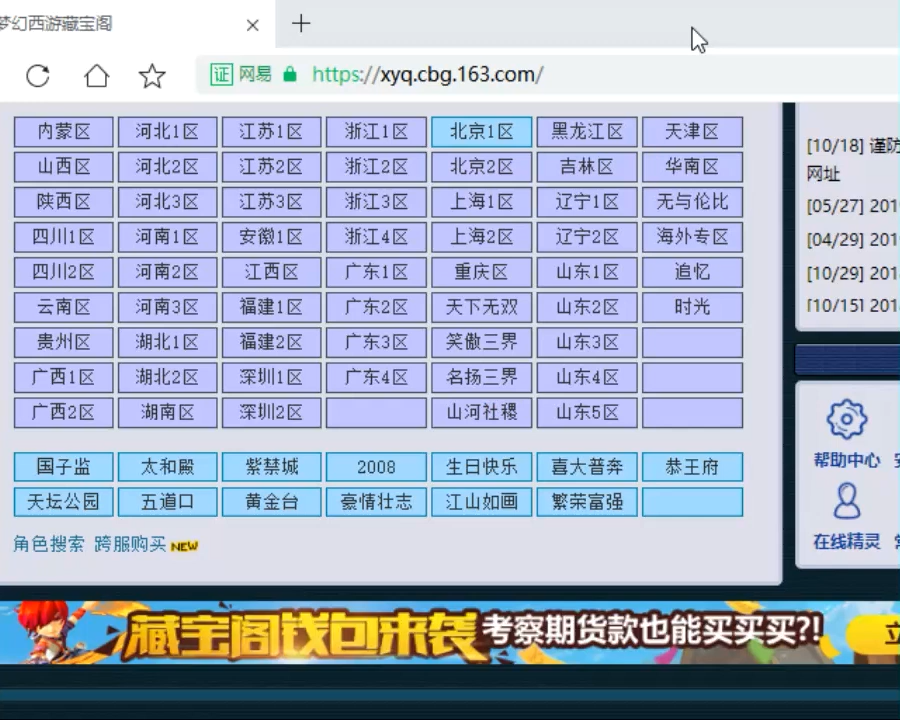 梦幻西游藏宝阁
证 网易 https://xyq.cbg.163.com/
内蒙区 河北1区 江苏1区 浙江1区 北京1区 黑龙江区 天津区
山西区 河北2区 江苏2区 浙江2区 北京2区 吉林区 华南区
陕西区 河北3区 江苏3区 浙江3区 上海1区 辽宁1区 无与伦比
四川1区 河南1区 安徽1区 浙江4区 上海2区 辽宁2区 海外专区
四川2区 河南2区 江西区 广东1区 重庆区 山东1区 追忆
云南区 河南3区 福建1区 广东2区 天下无双 山东2区 时光
贵州区 湖北1区 福建2区 广东3区 笑傲三界 山东3区
广西1区 湖北2区 深圳1区 广东4区 名扬三界 山东4区
广西2区 湖南区 深圳2区 山河社稷 山东5区
国子监 太和殿 紫禁城 2008 生日快乐 喜大普奔 恭王府
天坛公园 五道口 黄金台 豪情壮志 江山如画 繁荣富强
角色搜索 跨服购买 NEW
[10/18] 谨防
网址
[05/27] 201
[04/29] 201
[10/29] 201
[10/15] 201
帮助中心
在线精灵
藏宝阁钱包来袭 考察期货款也能买买买?! 立